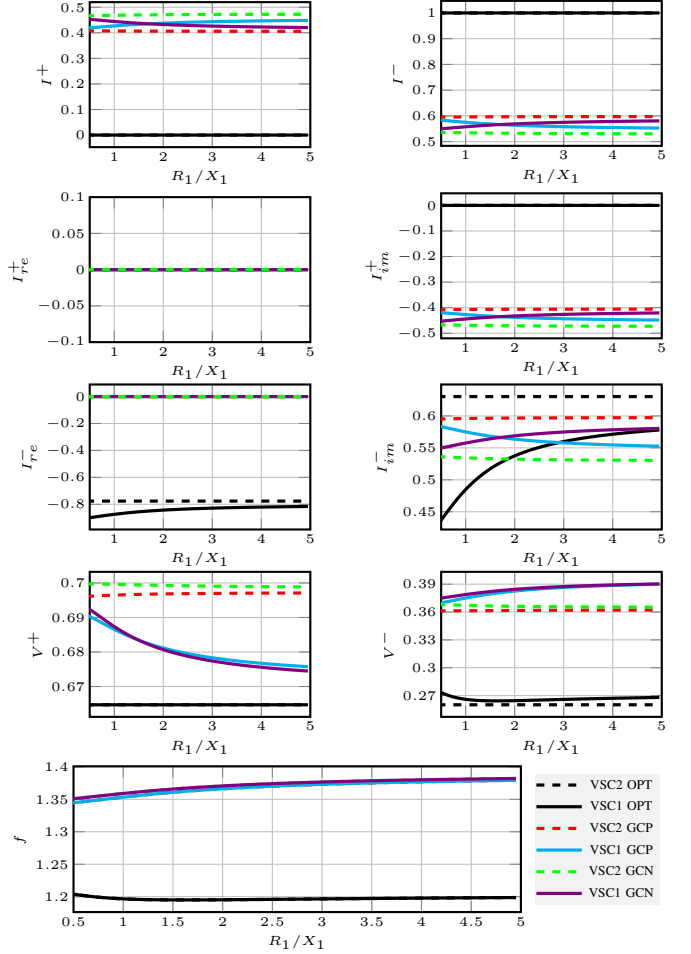 0.5
0.4
0.3
0.2
0.1
0
I⁺
1 2 3 4 5
R₁/X₁
1
0.9
0.8
0.7
0.6
0.5
I⁻
1 2 3 4 5
R₁/X₁
0.1
0.05
0
−0.05
−0.1
I⁺re
1 2 3 4 5
R₁/X₁
0
−0.1
−0.2
−0.3
−0.4
−0.5
I⁺im
1 2 3 4 5
R₁/X₁
0
−0.2
−0.4
−0.6
−0.8
I⁻re
1 2 3 4 5
R₁/X₁
0.6
0.55
0.5
0.45
I⁻im
1 2 3 4 5
R₁/X₁
0.7
0.69
0.68
0.67
V⁺
1 2 3 4 5
R₁/X₁
0.39
0.36
0.33
0.3
0.27
V⁻
1 2 3 4 5
R₁/X₁
1.4
1.35
1.3
1.25
1.2
f
0.5 1 1.5 2 2.5 3 3.5 4 4.5 5
R₁/X₁
VSC2 OPT
VSC1 OPT
VSC2 GCP
VSC1 GCP
VSC2 GCN
VSC1 GCN